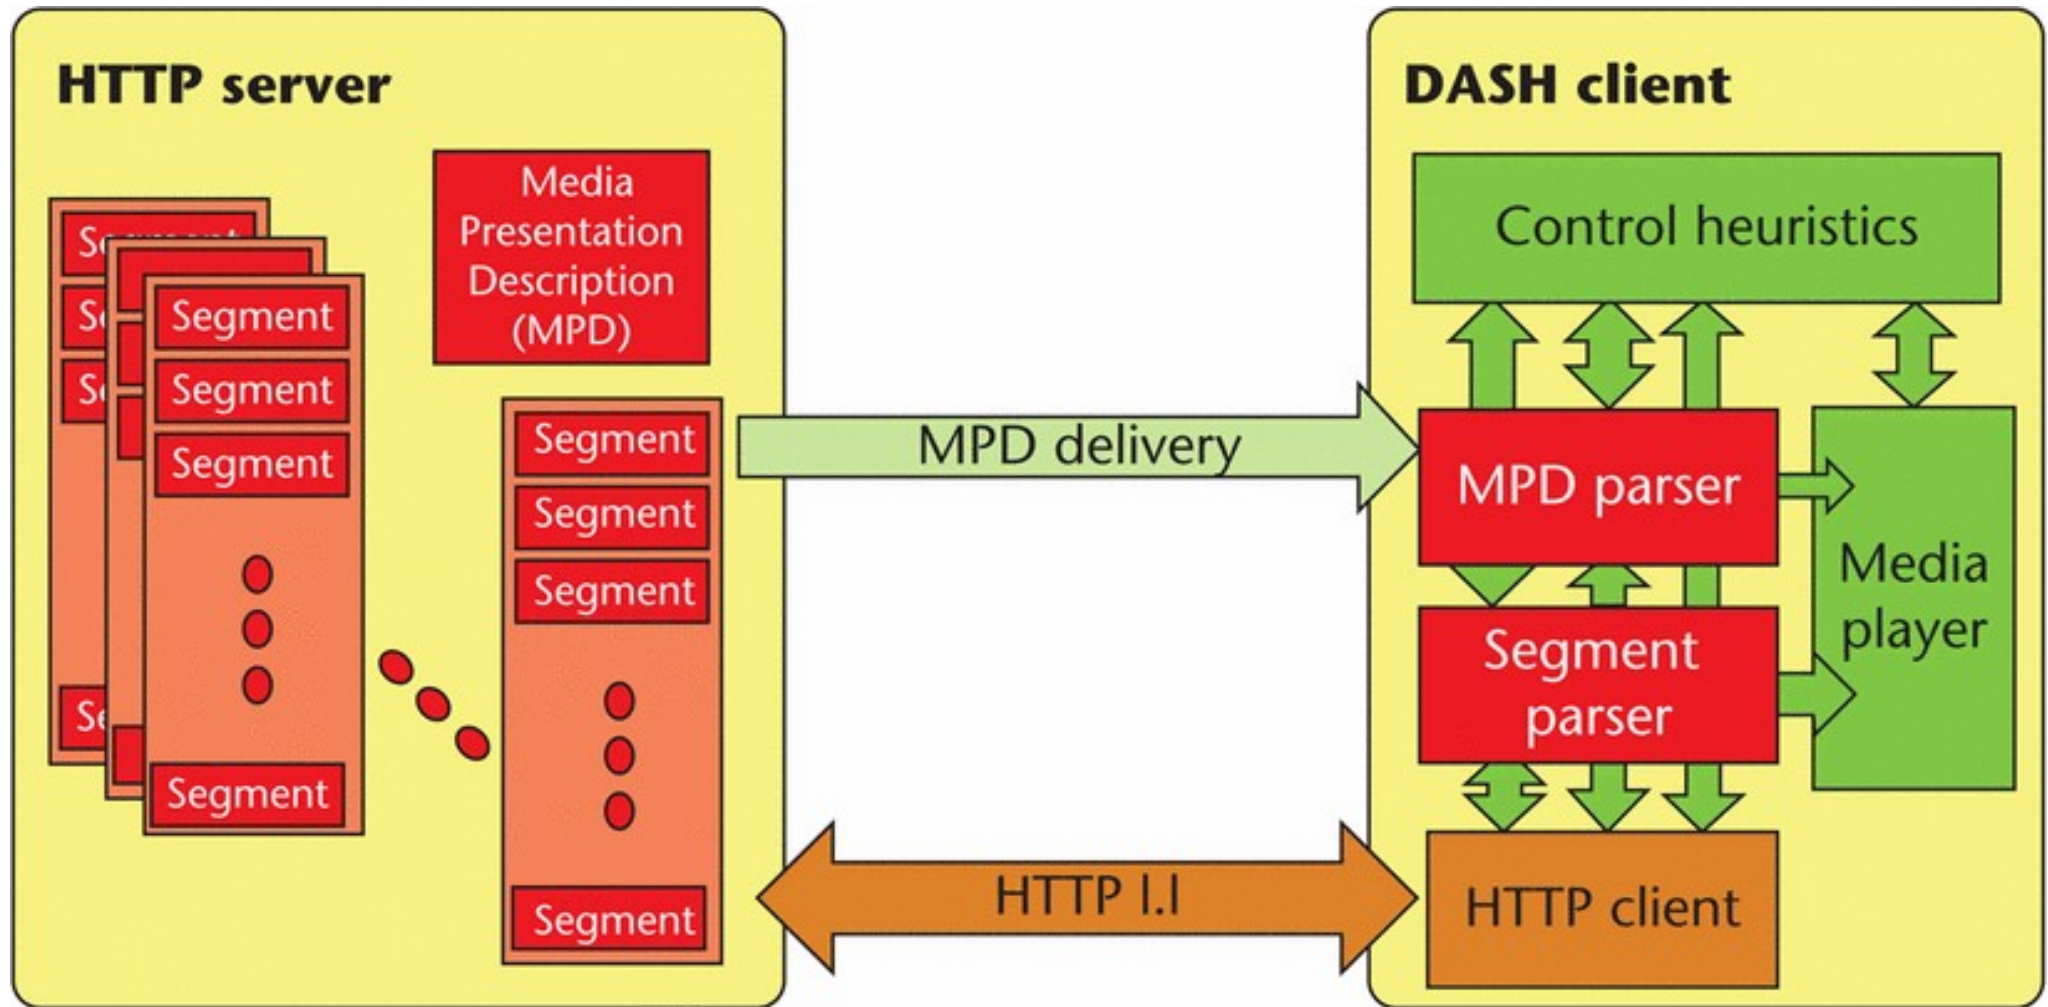 HTTP server
Media
Presentation
Description
(MPD)
Segment
Segment
Segment
Segment
Segment
Segment
Segment
Segment
Segment
MPD delivery
HTTP 1.1
DASH client
Control heuristics
MPD parser
Segment
parser
Media
player
HTTP client